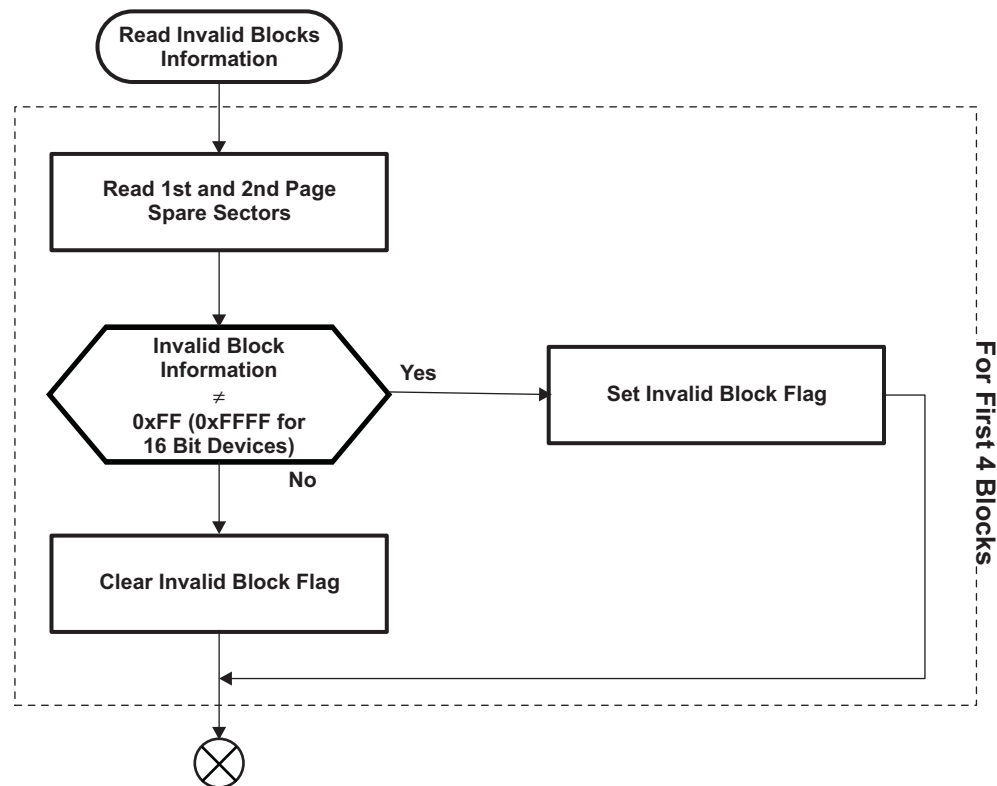 Read Invalid Blocks
Information
Read 1st and 2nd Page
Spare Sectors
Invalid Block
Information
≠
0xFF (0xFFFF for
16 Bit Devices)
Yes
Set Invalid Block Flag
No
Clear Invalid Block Flag
For First 4 Blocks